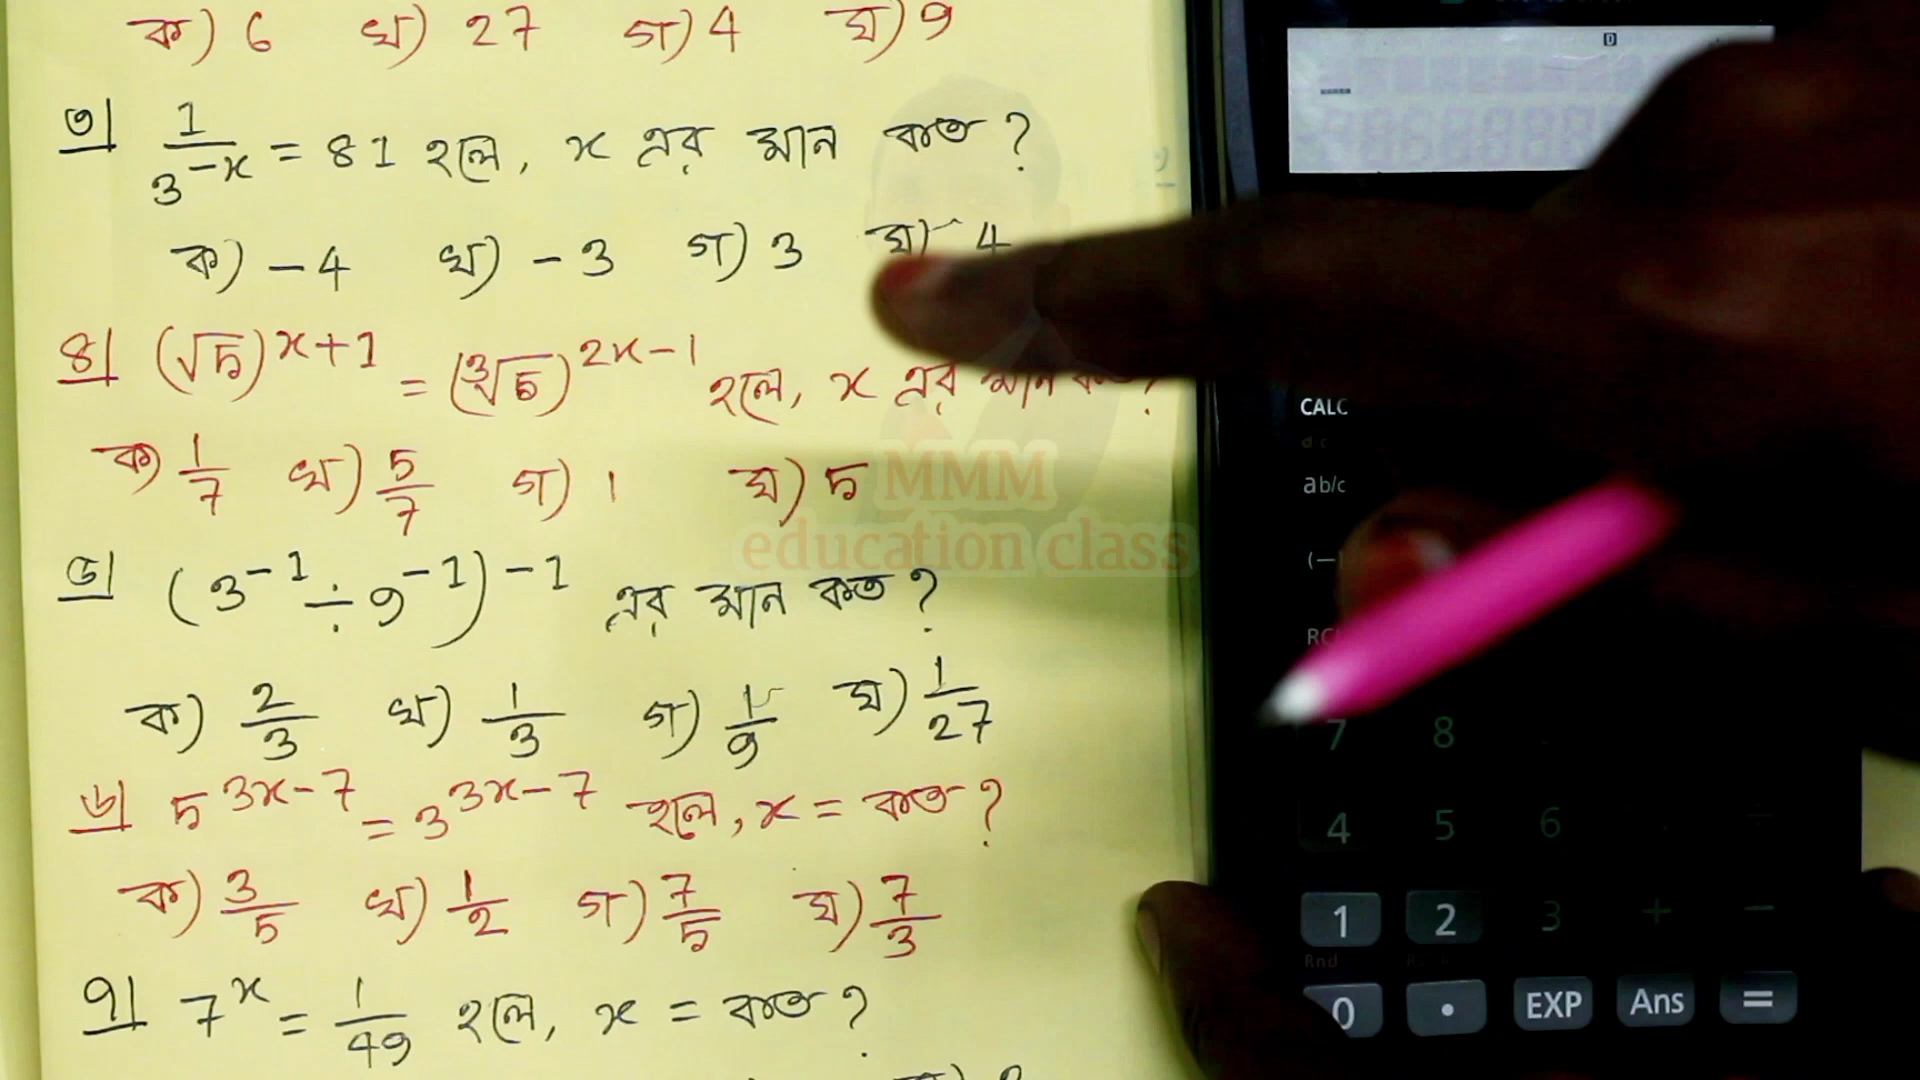 ক) 6 খ) 27 গ) 4 ঘ) 9
৩| 1/3^-x = 81 হলে, x এর মান কত ?
ক) -4 খ) -3 গ) 3 ঘ) 4
৪| (√5)^x+1 = (∛5)^2x-1 হলে, x এর মান কত ?
ক) 1/7 খ) 5/7 গ) 1 ঘ) 5
MMM
education class
৫| (3^-1 ÷ 9^-1)^-1 এর মান কত ?
ক) 2/3 খ) 1/3 গ) 1/9 ঘ) 1/27
৬| 5^3x-7 = 3^3x-7 হলে, x = কত ?
ক) 3/5 খ) 1/2 গ) 7/5 ঘ) 7/3
৭| 7^x = 1/49 হলে, x = কত ?
D
CALC
d c
ab/c
(-)
7 8
4 5 6
1 2 3 + -
Rnd
0 . EXP Ans =